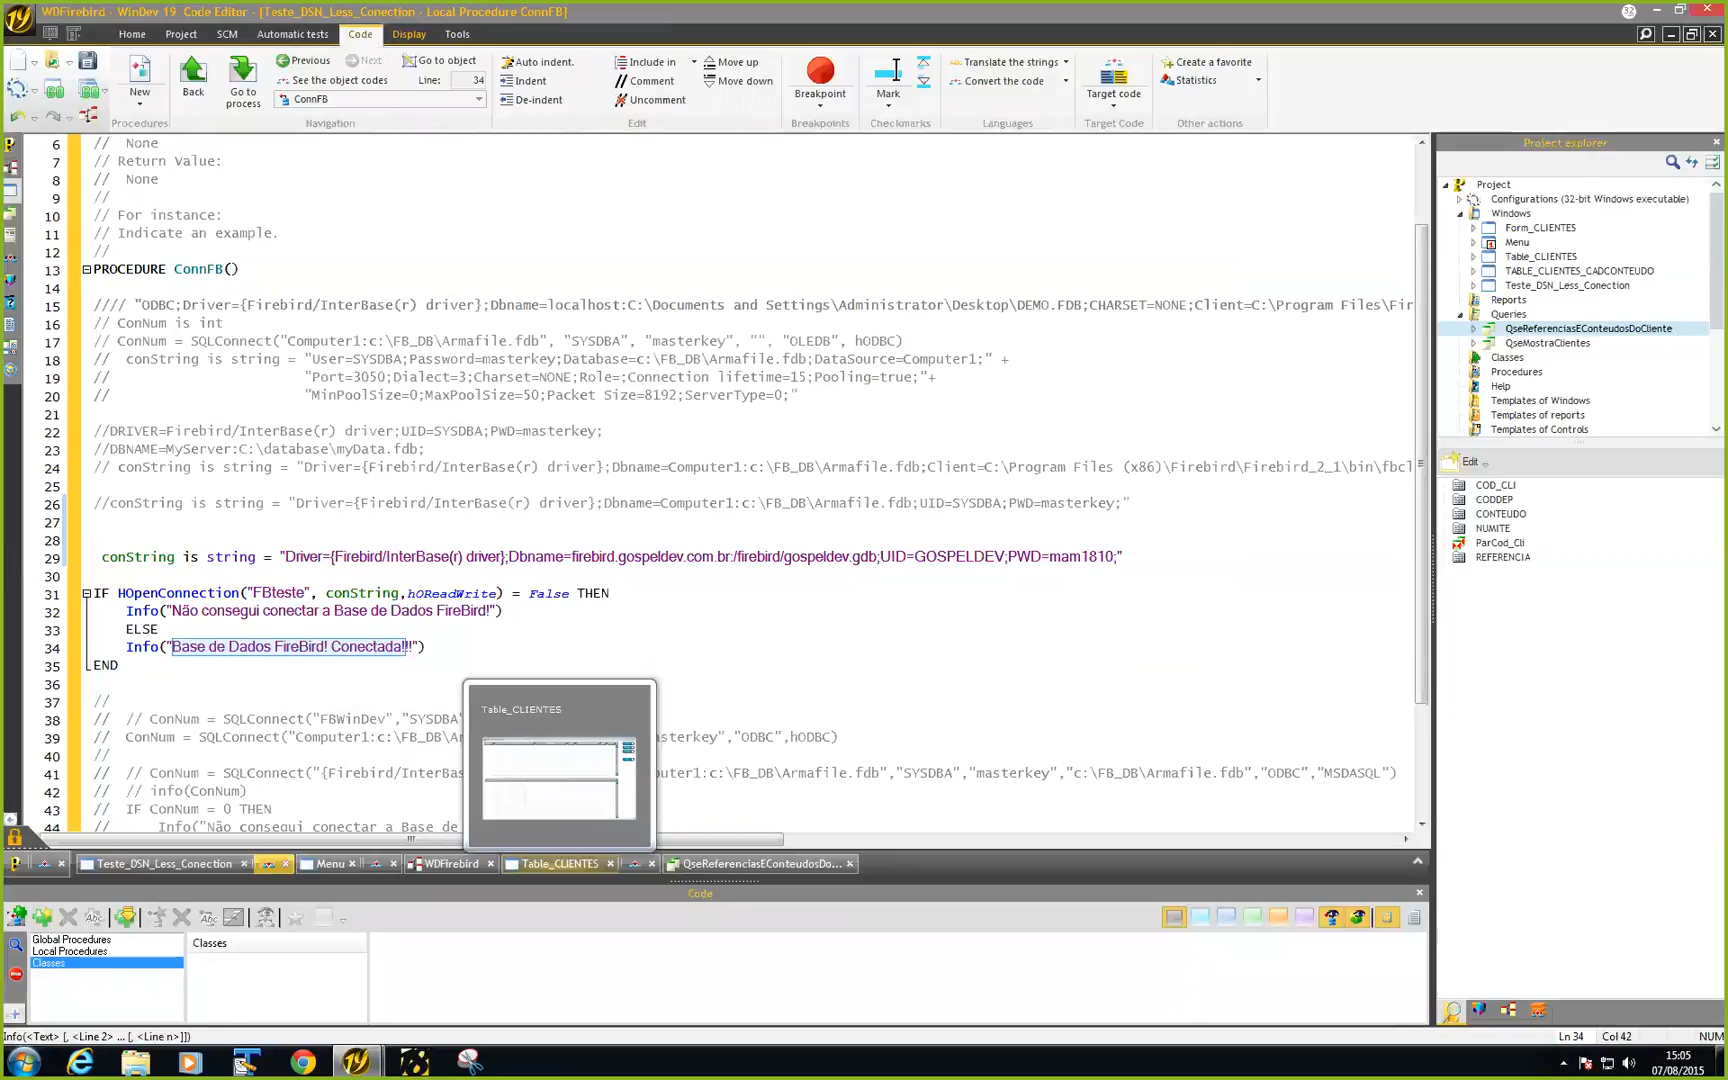 WDFirebird - WinDev 19 Code Editor - [Teste_DSN_Less_Conection - Local Procedure ConnFB]
32
Home Project SCM Automatic tests Code Display Tools
Previous Next Go to object
See the object codes Line: 34
ConnFB
New Back Go to process
Procedures Navigation
Auto indent. Include in Move up
Indent // Comment Move down
De-indent Uncomment
Edit
Breakpoint
Breakpoints
Mark
Checkmarks
Translate the strings
Convert the code
Languages
Target code
Target Code
Create a favorite
Statistics
Other actions
6 // None
7 // Return Value:
8 // None
9 //
10 // For instance:
11 // Indicate an example.
12 //
13 PROCEDURE ConnFB()
14
15 //// "ODBC;Driver={Firebird/InterBase(r) driver};Dbname=localhost:C:\Documents and Settings\Administrator\Desktop\DEMO.FDB;CHARSET=NONE;Client=C:\Program Files\Fir
16 // ConNum is int
17 // ConNum = SQLConnect("Computer1:c:\FB_DB\Armafile.fdb", "SYSDBA", "masterkey", "", "OLEDB", hODBC)
18 // conString is string = "User=SYSDBA;Password=masterkey;Database=c:\FB_DB\Armafile.fdb;DataSource=Computer1;" +
19 // "Port=3050;Dialect=3;Charset=NONE;Role=;Connection lifetime=15;Pooling=true;"+
20 // "MinPoolSize=0;MaxPoolSize=50;Packet Size=8192;ServerType=0;"
21
22 //DRIVER=Firebird/InterBase(r) driver;UID=SYSDBA;PWD=masterkey;
23 //DBNAME=MyServer:C:\database\myData.fdb;
24 // conString is string = "Driver={Firebird/InterBase(r) driver};Dbname=Computer1:c:\FB_DB\Armafile.fdb;Client=C:\Program Files (x86)\Firebird\Firebird_2_1\bin\fbcl
25
26 //conString is string = "Driver={Firebird/InterBase(r) driver};Dbname=Computer1:c:\FB_DB\Armafile.fdb;UID=SYSDBA;PWD=masterkey;"
27
28
29 conString is string = "Driver={Firebird/InterBase(r) driver};Dbname=firebird.gospeldev.com.br:/firebird/gospeldev.gdb;UID=GOSPELDEV;PWD=mam1810;"
30
31 IF HOpenConnection("FBteste", conString,hOReadWrite) = False THEN
32 Info("Não consegui conectar a Base de Dados FireBird!")
33 ELSE
34 Info("Base de Dados FireBird! Conectada!!!")
35 END
36
37 //
38 // // ConNum = SQLConnect("FBWinDev","SYSDBA"
39 // ConNum = SQLConnect("Computer1:c:\FB_D masterkey","ODBC",hODBC)
40 //
41 // // ConNum = SQLConnect("{Firebird/InterBas puter1:c:\FB_DB\Armafile.fdb","SYSDBA","masterkey","c:\FB_DB\Armafile.fdb","ODBC","MSDASQL")
42 // // info(ConNum)
43 // IF ConNum = 0 THEN
44 // Info("Não consegui conectar a Base de
Table_CLIENTES
Teste_DSN_Less_Conection Menu WDFirebird Table_CLIENTES QseReferenciasEConteudosDo...
Code
Global Procedures
Local Procedures
Classes
Classes
Project explorer
Project
Configurations (32-bit Windows executable)
Windows
Form_CLIENTES
Menu
Table_CLIENTES
TABLE_CLIENTES_CADCONTEUDO
Teste_DSN_Less_Conection
Reports
Queries
QseReferenciasEConteudosDoCliente
QseMostraClientes
Classes
Procedures
Help
Templates of Windows
Templates of reports
Templates of Controls
Edit
COD_CLI
CODDEP
CONTEUDO
NUMITE
ParCod_Cli
REFERENCIA
Info(<Text> [, <Line 2> ... [, <Line n>]])
Ln 34 Col 42 NUM
15:05
07/08/2015